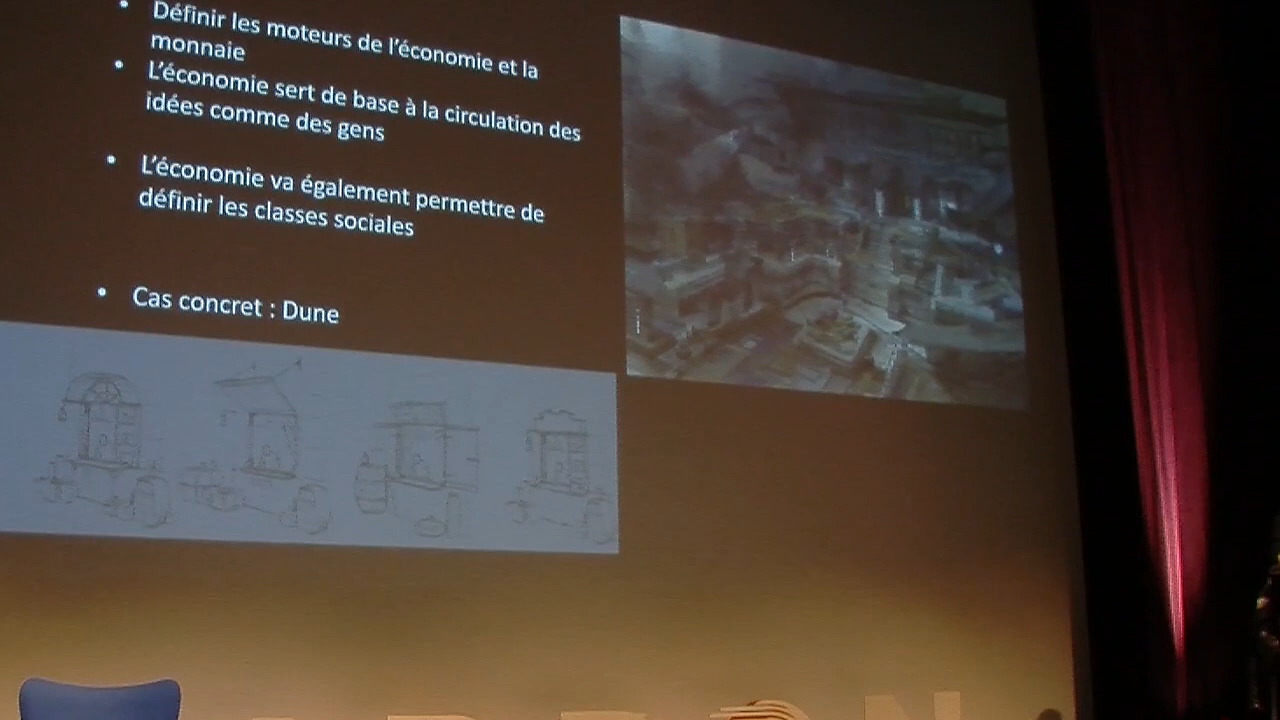 Définir les moteurs de l'économie et la
monnaie
L'économie sert de base à la circulation des
idées comme des gens
L'économie va également permettre de
définir les classes sociales
Cas concret : Dune